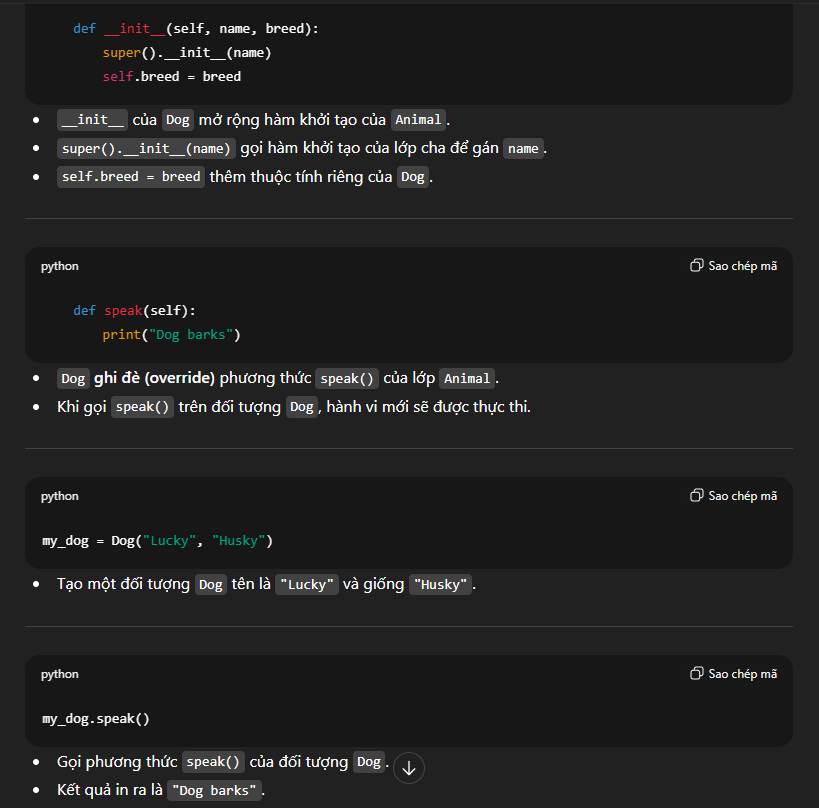 def __init__(self, name, breed):
super().__init__(name)
self.breed = breed
__init__ của Dog mở rộng hàm khởi tạo của Animal.
super().__init__(name) gọi hàm khởi tạo của lớp cha để gán name.
self.breed = breed thêm thuộc tính riêng của Dog.
python Sao chép mã
def speak(self):
print("Dog barks")
Dog ghi đè (override) phương thức speak() của lớp Animal.
Khi gọi speak() trên đối tượng Dog, hành vi mới sẽ được thực thi.
python Sao chép mã
my_dog = Dog("Lucky", "Husky")
Tạo một đối tượng Dog tên là "Lucky" và giống "Husky".
python Sao chép mã
my_dog.speak()
Gọi phương thức speak() của đối tượng Dog.
Kết quả in ra là "Dog barks".